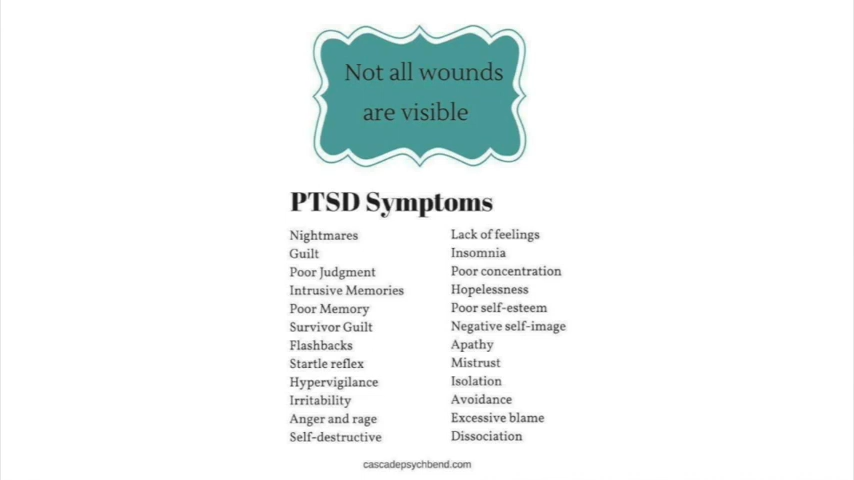 Not all wounds
are visible
PTSD Symptoms
Nightmares
Guilt
Poor Judgment
Intrusive Memories
Poor Memory
Survivor Guilt
Flashbacks
Startle reflex
Hypervigilance
Irritability
Anger and rage
Self-destructive
Lack of feelings
Insomnia
Poor concentration
Hopelessness
Poor self-esteem
Negative self-image
Apathy
Mistrust
Isolation
Avoidance
Excessive blame
Dissociation
cascadepsychbend.com